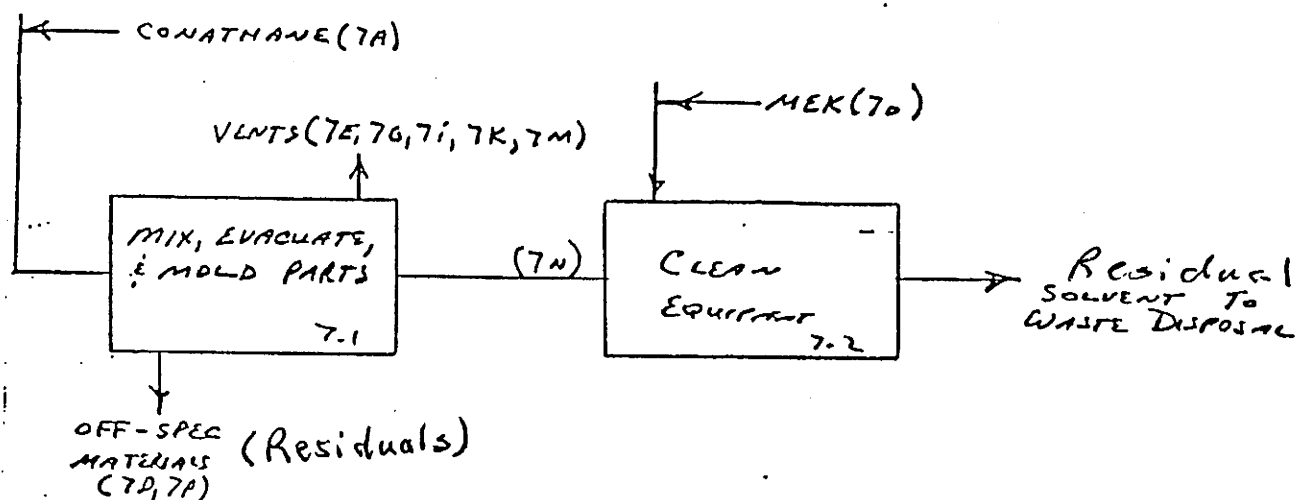 CONATHANE (7A)
MEK (7o)
VENTS (7E, 7G, 7i, 7K, 7M)
MIX, EVACUATE,
& MOLD PARTS
7.1
(7N)
CLEAN
EQUIPMENT
7.2
Residual
SOLVENT TO
WASTE DISPOSAL
OFF-SPEC
MATERIALS (Residuals)
(7D, 7P)